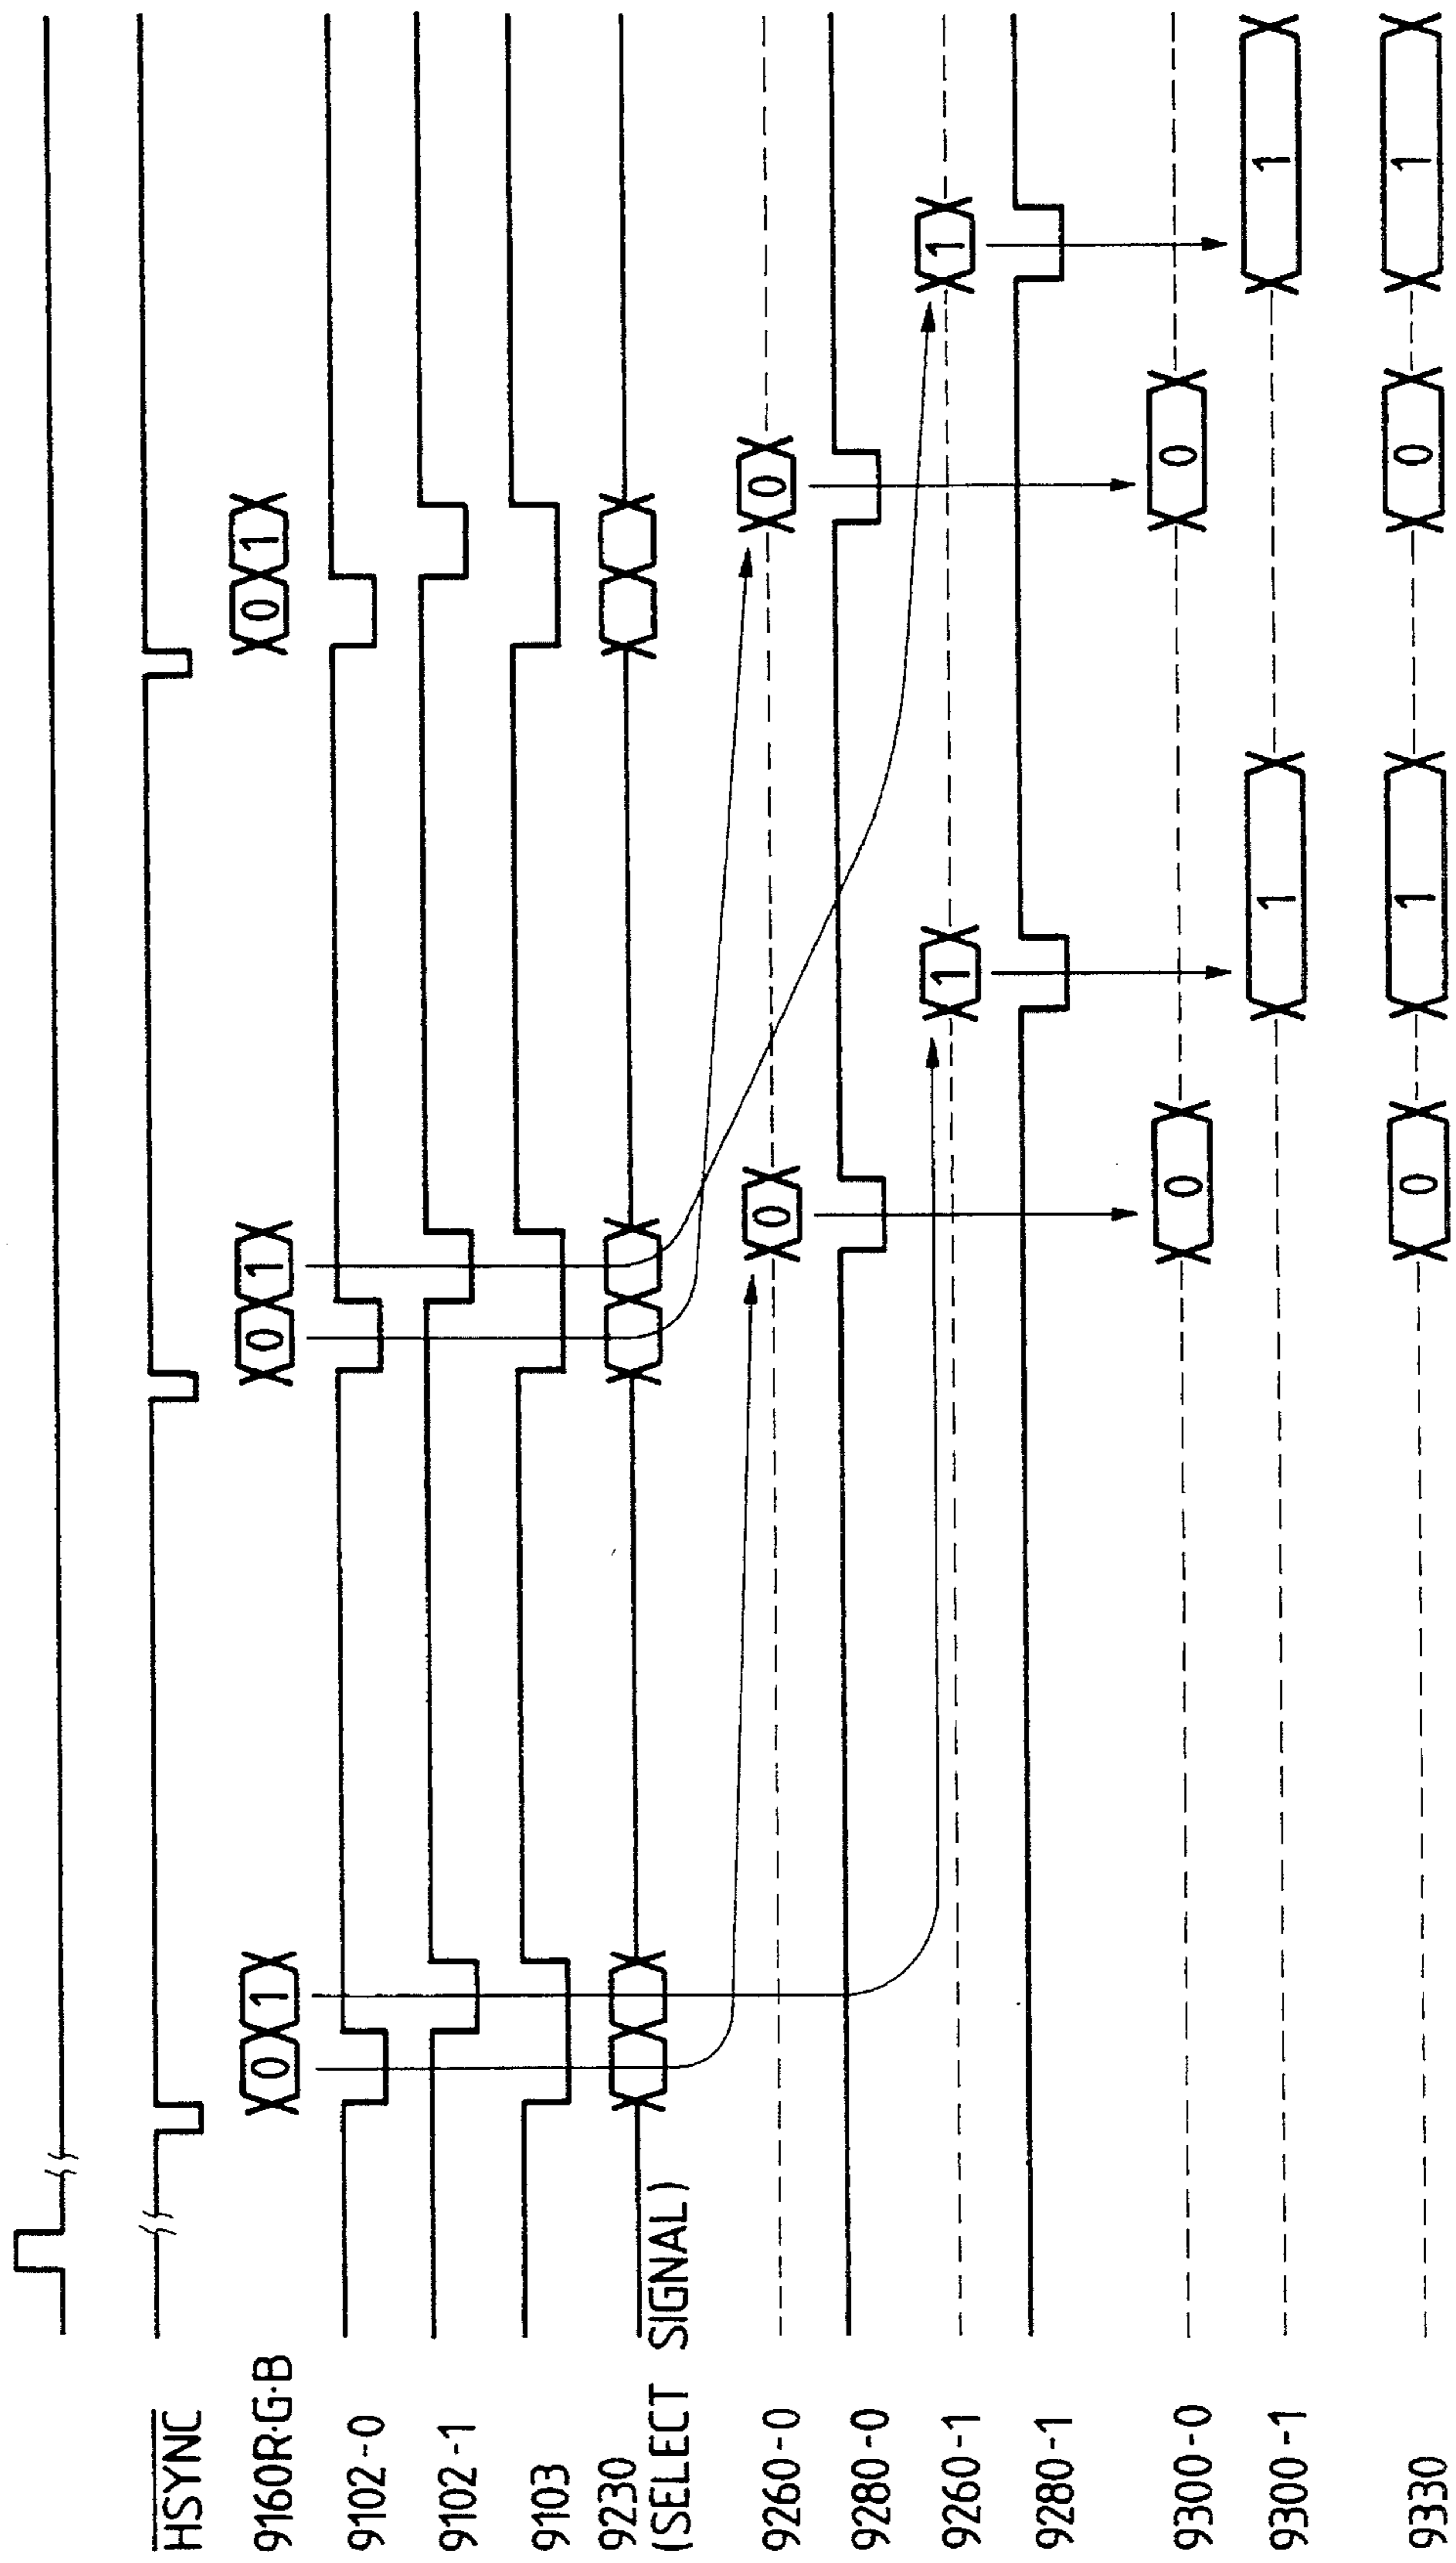 HSYNC
9160R·G·B 0 1 0 1 0 1
9102-0
9102-1
9103
9230
(SELECT SIGNAL)
9260-0 0 0
9280-0
9260-1 1 1
9280-1
9300-0 0 0
9300-1 1 1
9330 0 1 0 1